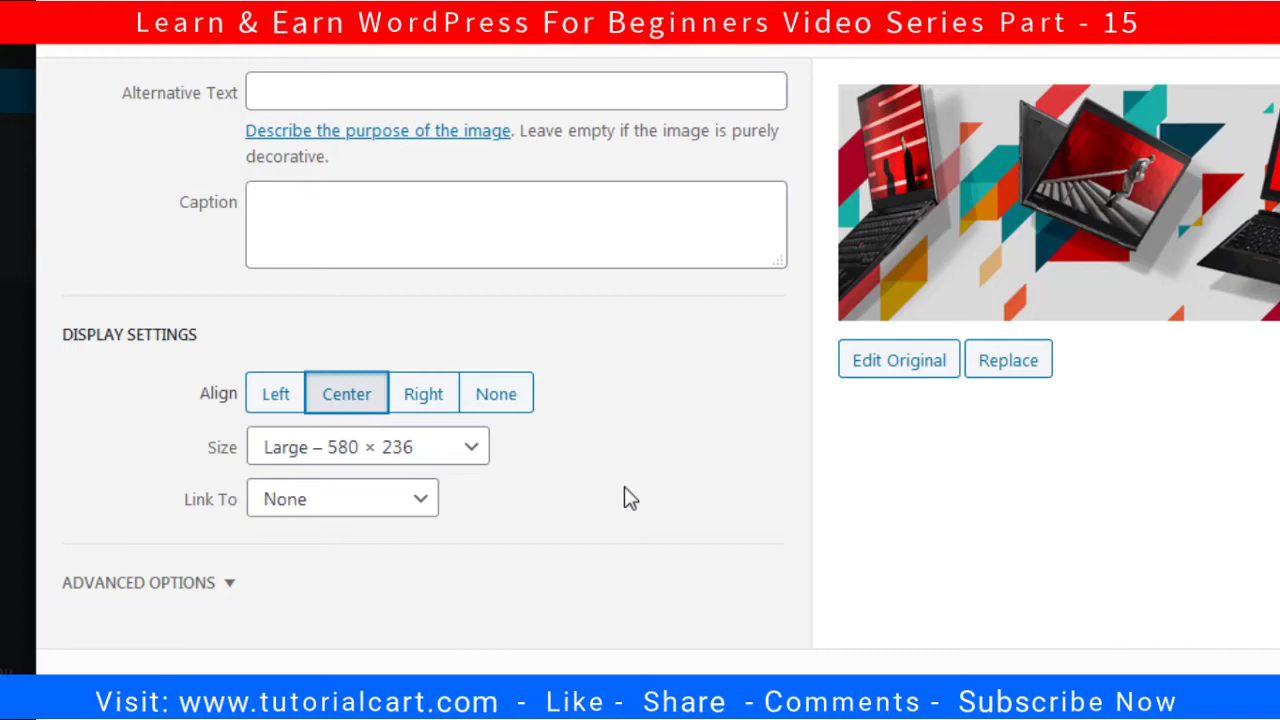 Learn & Earn WordPress For Beginners Video Series Part - 15
Alternative Text
Describe the purpose of the image. Leave empty if the image is purely
decorative.
Caption
DISPLAY SETTINGS
Align Left Center Right None
Size Large – 580 × 236
Link To None
ADVANCED OPTIONS
Edit Original Replace
Visit: www.tutorialcart.com - Like - Share - Comments - Subscribe Now